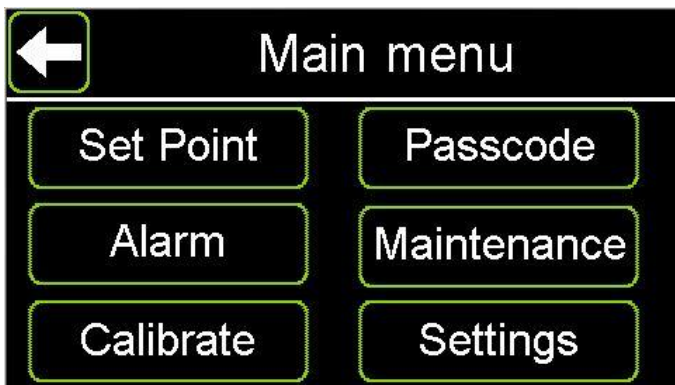 Main menu
Set Point Passcode
Alarm Maintenance
Calibrate Settings